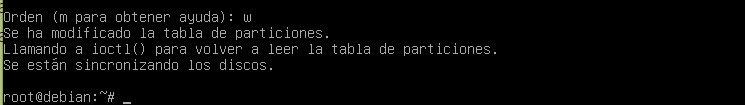 Orden (m para obtener ayuda): w
Se ha modificado la tabla de particiones.
Llamando a ioctl() para volver a leer la tabla de particiones.
Se están sincronizando los discos.
root@debian:~# _